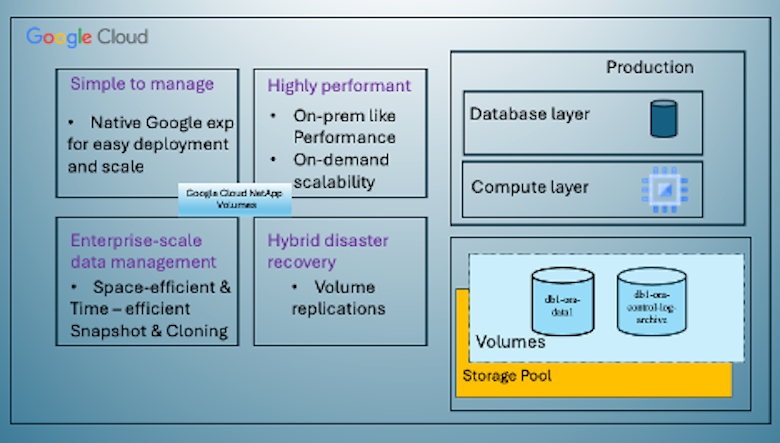 Google Cloud
Simple to manage
• Native Google exp
for easy deployment
and scale
Highly performant
• On-prem like
Performance
• On-demand
scalability
Google Cloud NetApp
Volumes
Enterprise-scale
data management
• Space-efficient &
Time – efficient
Snapshot & Cloning
Hybrid disaster
recovery
• Volume
replications
Production
Database layer
Compute layer
db1-ora-
data1
db1-ora-
control-log-
archive
Volumes
Storage Pool